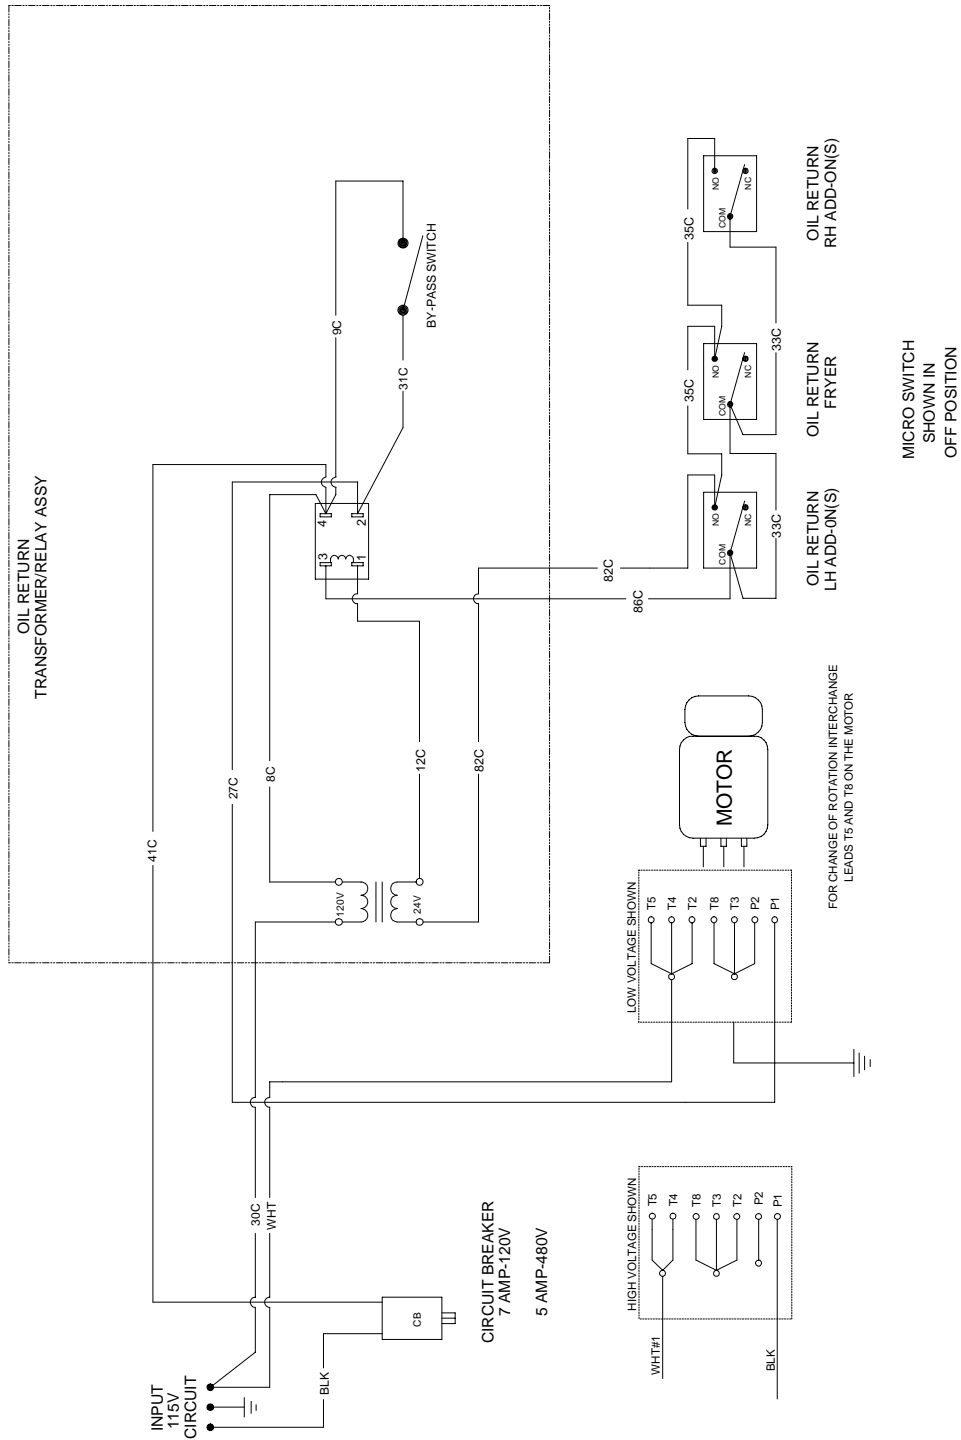 OIL RETURN
TRANSFORMER/RELAY ASSY
41C
27C
8C
12C
82C
9C
31C
BY-PASS SWITCH
4
2
3
1
120V
24V
82C
86C
35C
35C
33C
33C
NO
COM
NC
NO
COM
NC
NO
COM
NC
OIL RETURN
LH ADD-0N(S)
OIL RETURN
FRYER
OIL RETURN
RH ADD-ON(S)
MICRO SWITCH
SHOWN IN
OFF POSITION
INPUT
115V
CIRCUIT
BLK
30C
WHT
CB
CIRCUIT BREAKER
7 AMP-120V
5 AMP-480V
HIGH VOLTAGE SHOWN
T5
T4
T8
T3
T2
P2
P1
WHT#1
BLK
LOW VOLTAGE SHOWN
T5
T4
T2
T8
T3
P2
P1
MOTOR
FOR CHANGE OF ROTATION INTERCHANGE
LEADS T5 AND T8 ON THE MOTOR